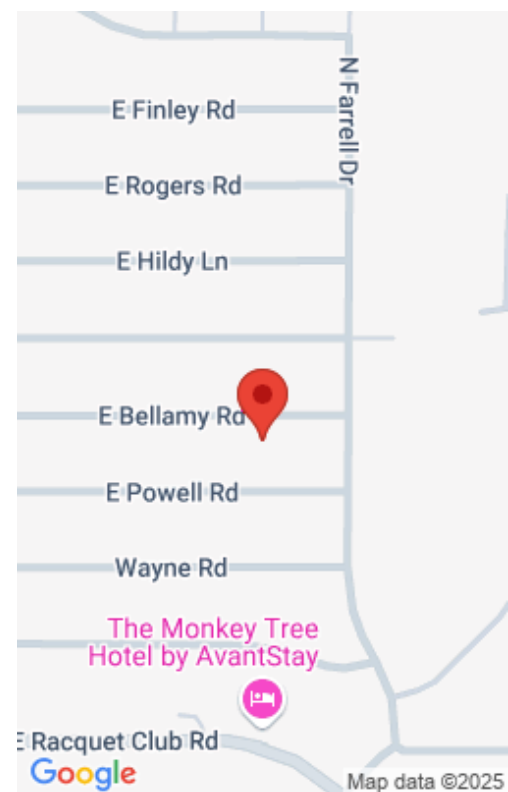 N Farrell Dr
E Finley Rd
E Rogers Rd
E Hildy Ln
E Bellamy Rd
E Powell Rd
Wayne Rd
The Monkey Tree
Hotel by AvantStay
E Racquet Club Rd
Google
Map data ©2025